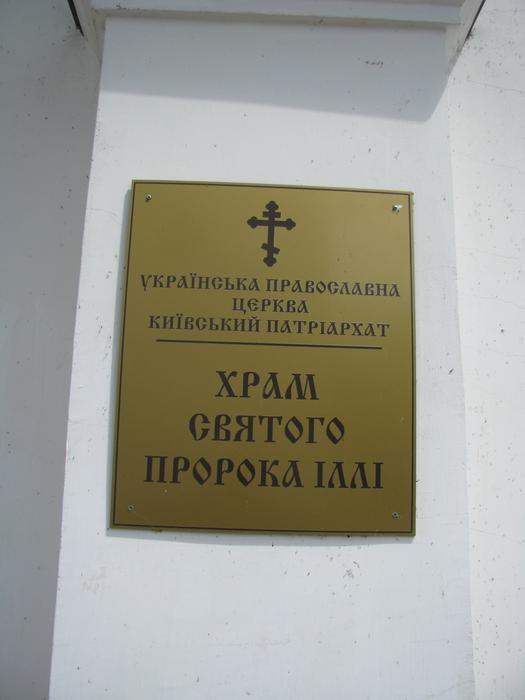 УКРАЇНСЬКА ПРАВОСЛАВНА
ЦЕРКВА
КИЇВСЬКИЙ ПАТРІАРХАТ
ХРАМ
СВЯТОГО
ПРОРОКА ІЛЛІ